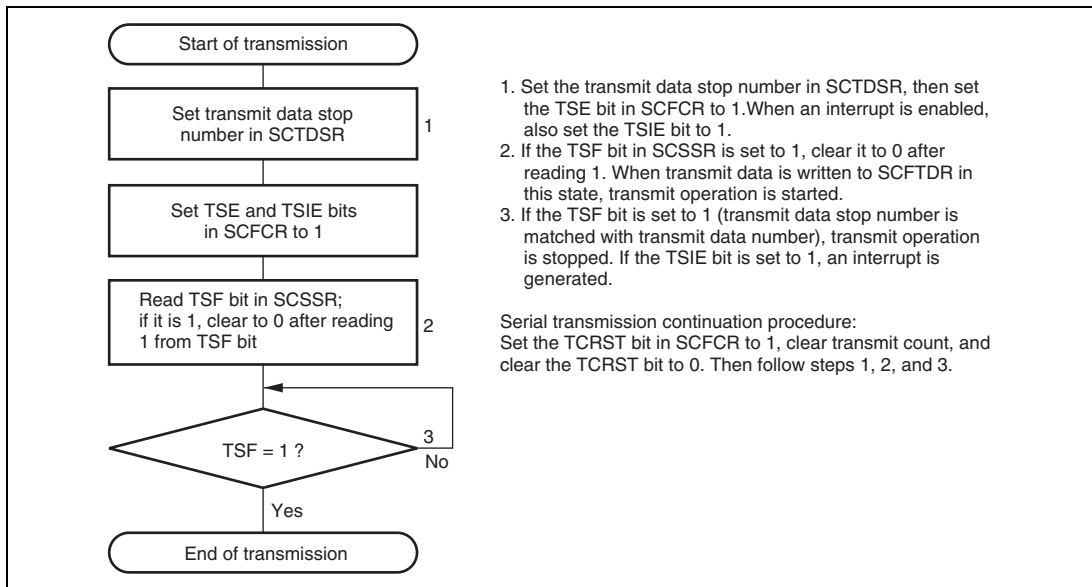 Start of transmission
Set transmit data stop
number in SCTDSR
1
Set TSE and TSIE bits
in SCFCR to 1
Read TSF bit in SCSSR;
if it is 1, clear to 0 after reading
1 from TSF bit
2
TSF = 1 ?
3
No
Yes
End of transmission
1. Set the transmit data stop number in SCTDSR, then set
the TSE bit in SCFCR to 1.When an interrupt is enabled,
also set the TSIE bit to 1.
2. If the TSF bit in SCSSR is set to 1, clear it to 0 after
reading 1. When transmit data is written to SCFTDR in
this state, transmit operation is started.
3. If the TSF bit is set to 1 (transmit data stop number is
matched with transmit data number), transmit operation
is stopped. If the TSIE bit is set to 1, an interrupt is
generated.
Serial transmission continuation procedure:
Set the TCRST bit in SCFCR to 1, clear transmit count, and
clear the TCRST bit to 0. Then follow steps 1, 2, and 3.